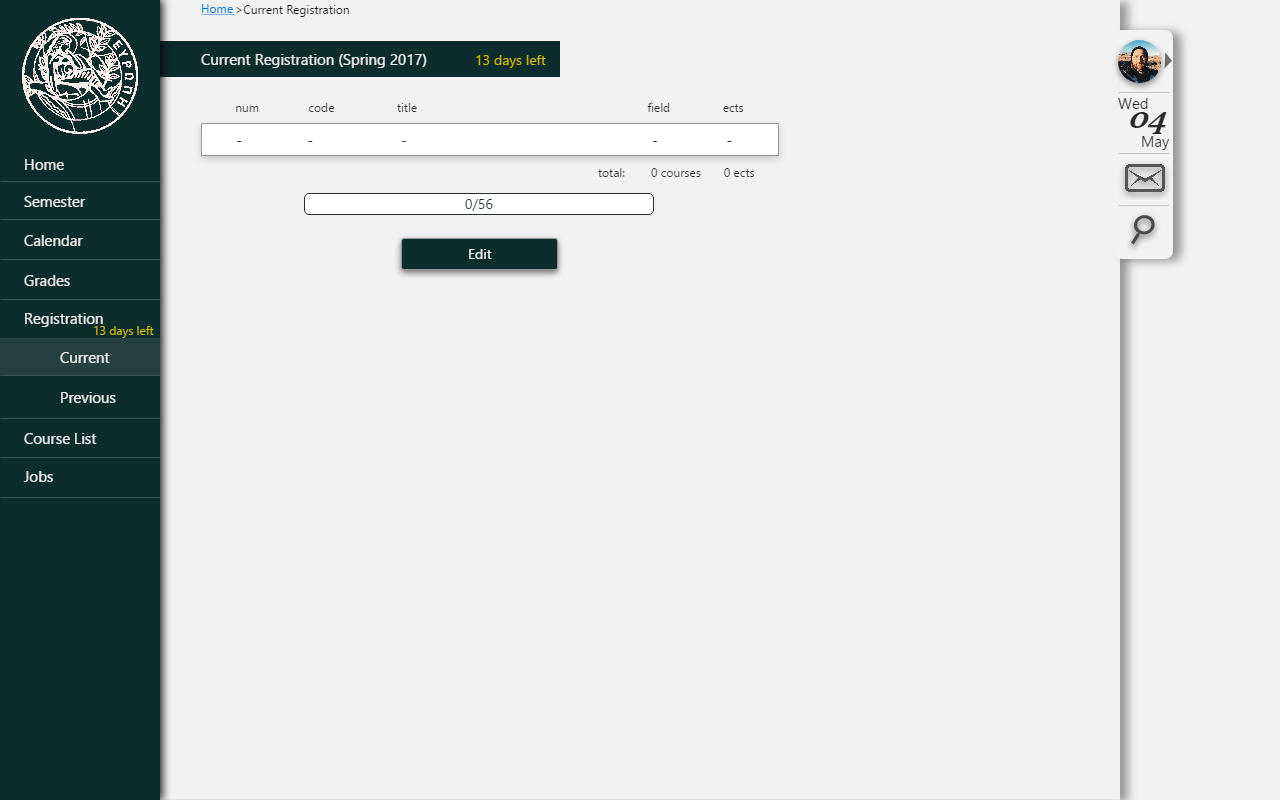 ΕΥΡΩΠΗ
Home
Semester
Calendar
Grades
Registration
13 days left
Current
Previous
Course List
Jobs
Home >Current Registration
Current Registration (Spring 2017) 13 days left
num code title field ects
- - - - -
total: 0 courses 0 ects
0/56
Edit
Wed
04
May